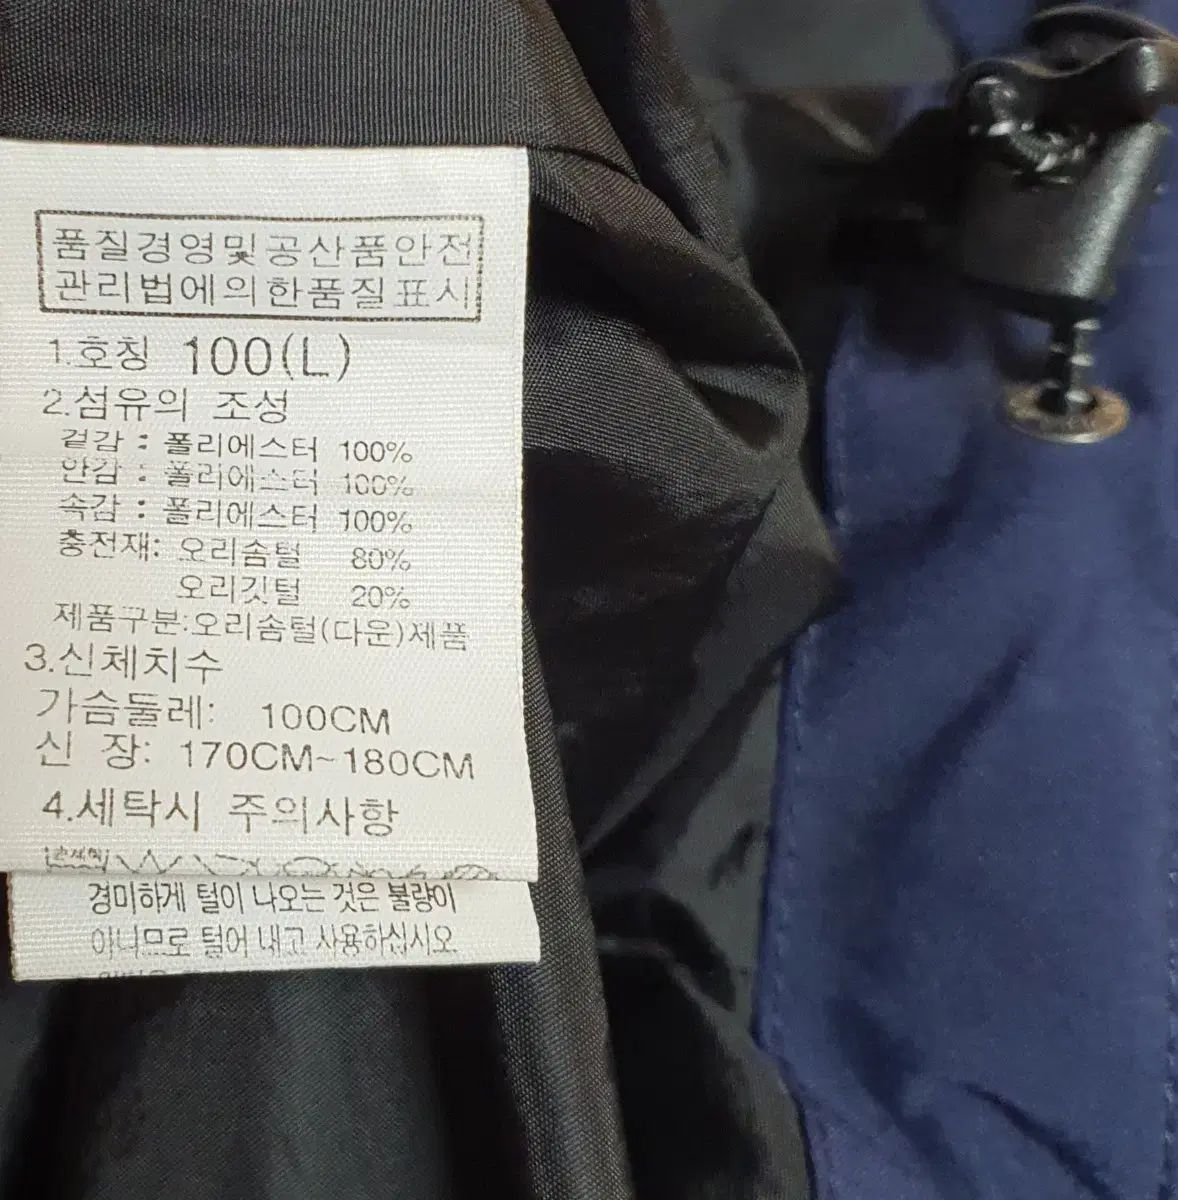 품질경영및공산품안전
관리법에의한품질표시
1.호칭 100(L)
2.섬유의 조성
겉감 : 폴리에스터 100%
안감 : 폴리에스터 100%
속감 : 폴리에스터 100%
충전재: 오리솜털 80%
오리깃털 20%
제품구분:오리솜털(다운)제품
3.신체치수
가슴둘레: 100CM
신 장: 170CM~180CM
4.세탁시 주의사항
경미하게 털이 나오는 것은 불량이
아니므로 털어 내고 사용하십시오